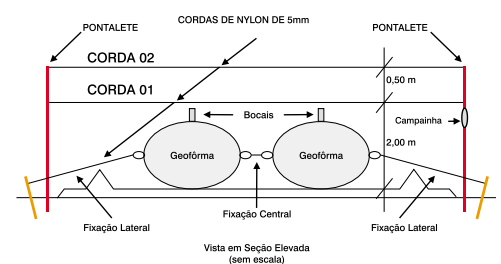 CORDAS DE NYLON DE 5mm
PONTALETE
PONTALETE
CORDA 02
0,50 m
CORDA 01
Bocais
Campainha
2,00 m
Geofôrma
Geofôrma
Fixação Central
Fixação Lateral
Fixação Lateral
Vista em Seção Elevada
(sem escala)